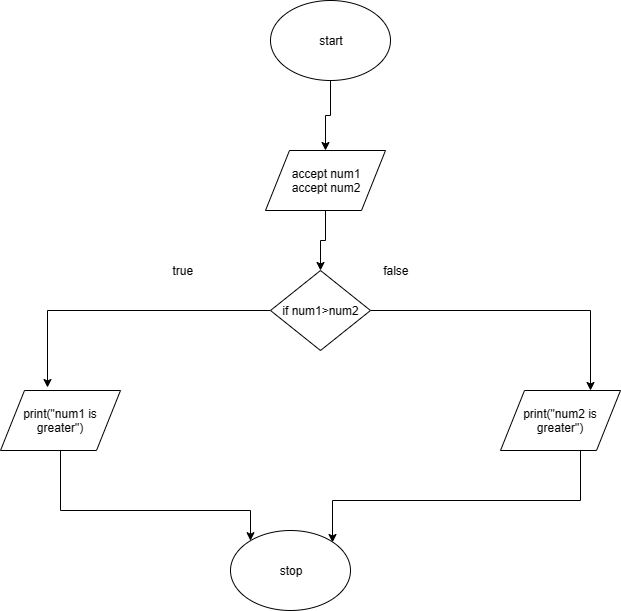 start
accept num1
accept num2
true
false
if num1>num2
print("num1 is
greater")
print("num2 is
greater")
stop